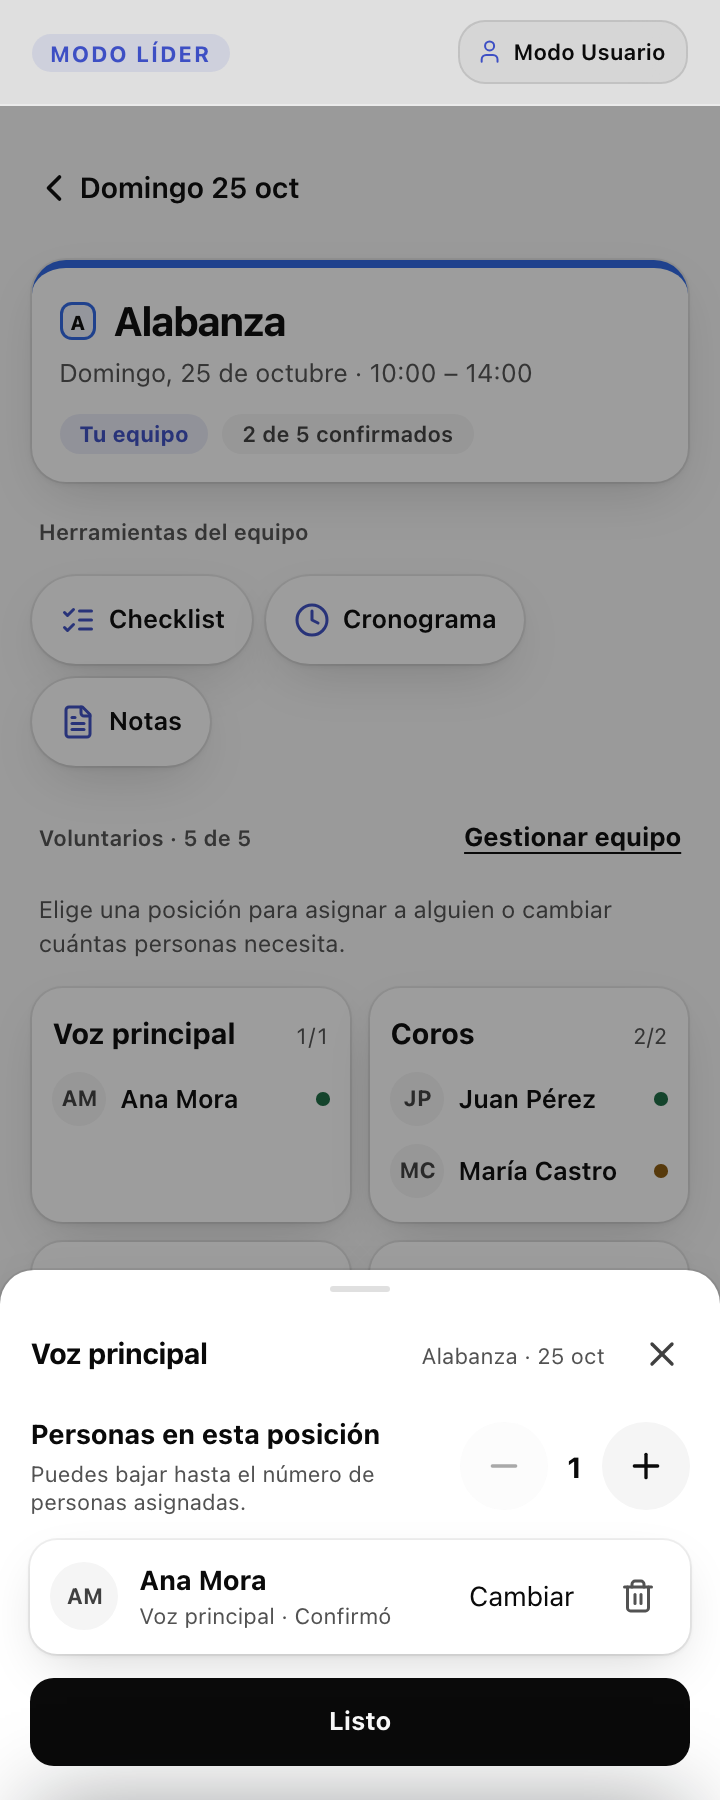 MODO LÍDER
Modo Usuario
Domingo 25 oct
A Alabanza
Domingo, 25 de octubre · 10:00 – 14:00
Tu equipo
2 de 5 confirmados
Herramientas del equipo
Checklist
Cronograma
Notas
Voluntarios · 5 de 5
Gestionar equipo
Elige una posición para asignar a alguien o cambiar
cuántas personas necesita.
Voz principal 1/1
AM Ana Mora
Coros 2/2
JP Juan Pérez
MC María Castro
Voz principal
Alabanza · 25 oct
Personas en esta posición
Puedes bajar hasta el número de
personas asignadas.
1
AM
Ana Mora
Voz principal · Confirmó
Cambiar
Listo